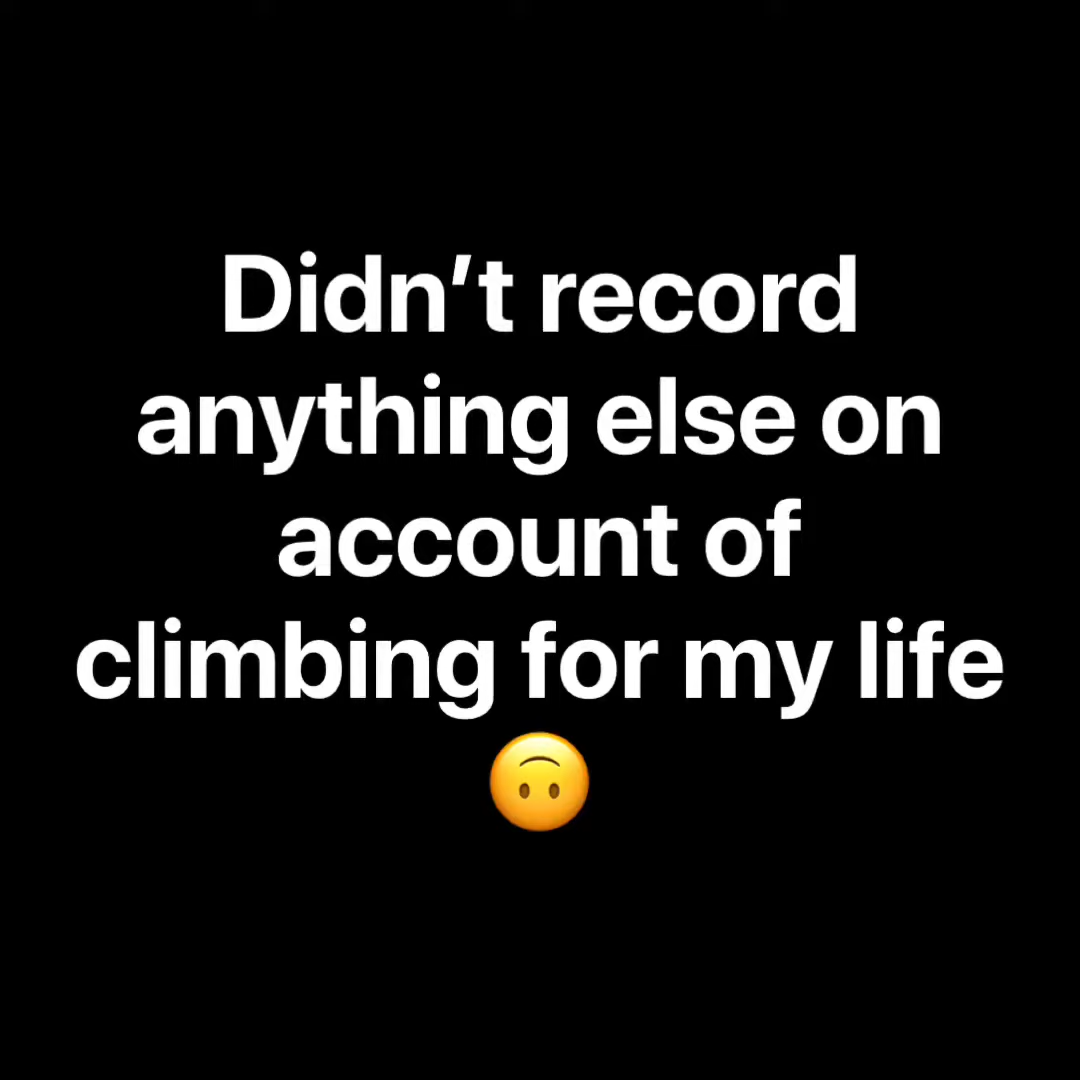 Didn’t record
anything else on
account of
climbing for my life
🙃